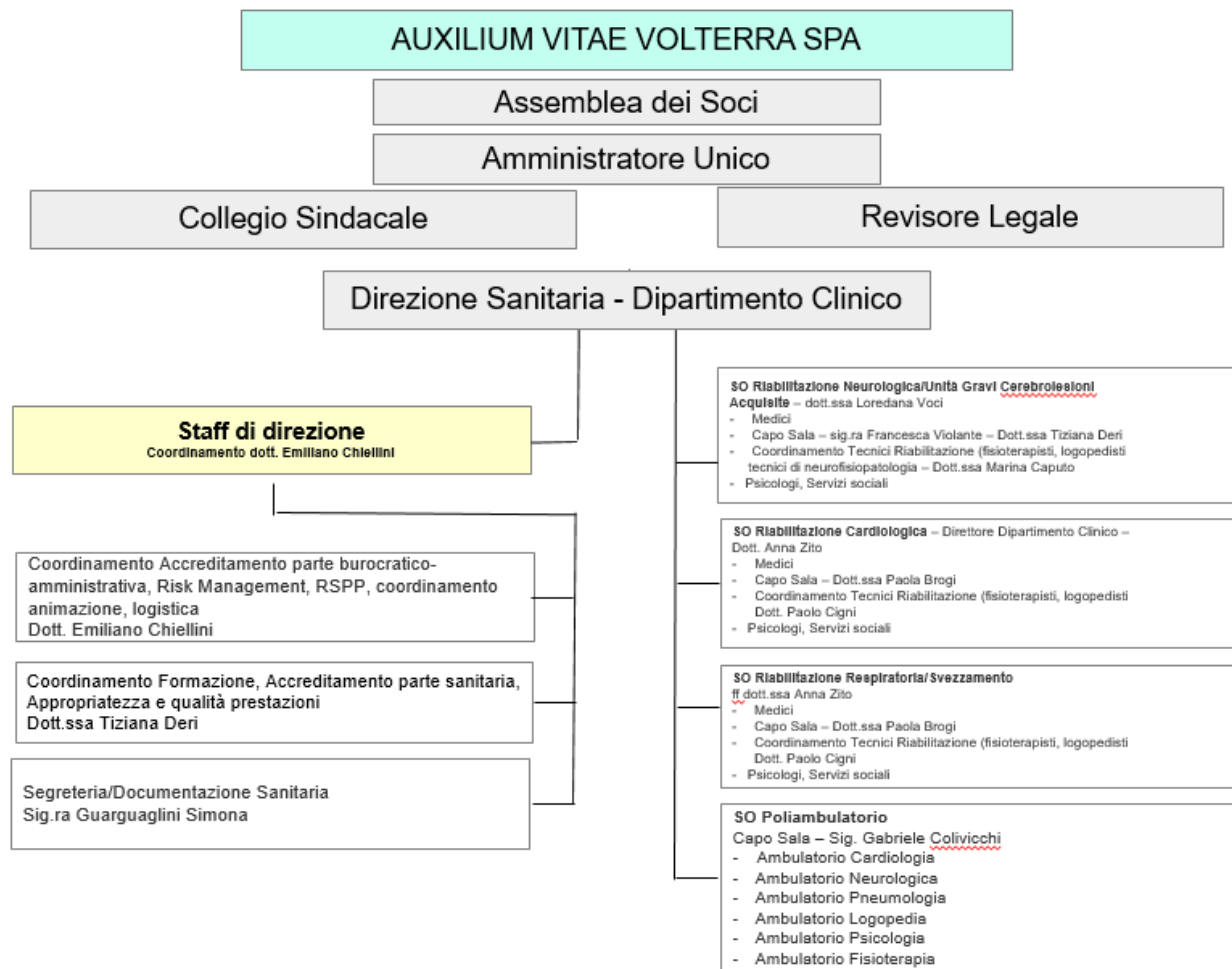 AUXILIUM VITAE VOLTERRA SPA
Assemblea dei Soci
Amministratore Unico
Collegio Sindacale
Revisore Legale
Direzione Sanitaria - Dipartimento Clinico
Staff di direzione
Coordinamento dott. Emiliano Chiellini
Coordinamento Accreditamento parte burocratico-
amministrativa, Risk Management, RSPP, coordinamento
animazione, logistica
Dott. Emiliano Chiellini
Coordinamento Formazione, Accreditamento parte sanitaria,
Appropriatezza e qualità prestazioni
Dott.ssa Tiziana Deri
Segreteria/Documentazione Sanitaria
Sig.ra Guarguaglini Simona
SO Riabilitazione Neurologica/Unità Gravi Cerebrolesioni
Acquisite – dott.ssa Loredana Voci
- Medici
- Capo Sala – sig.ra Francesca Violante – Dott.ssa Tiziana Deri
- Coordinamento Tecnici Riabilitazione (fisioterapisti, logopedisti
tecnici di neurofisiopatologia – Dott.ssa Marina Caputo
- Psicologi, Servizi sociali
SO Riabilitazione Cardiologica – Direttore Dipartimento Clinico –
Dott. Anna Zito
- Medici
- Capo Sala – Dott.ssa Paola Brogi
- Coordinamento Tecnici Riabilitazione (fisioterapisti, logopedisti
Dott. Paolo Cigni
- Psicologi, Servizi sociali
SO Riabilitazione Respiratoria/Svezzamento
ff dott.ssa Anna Zito
- Medici
- Capo Sala – Dott.ssa Paola Brogi
- Coordinamento Tecnici Riabilitazione (fisioterapisti, logopedisti
Dott. Paolo Cigni
- Psicologi, Servizi sociali
SO Poliambulatorio
Capo Sala – Sig. Gabriele Colivicchi
- Ambulatorio Cardiologia
- Ambulatorio Neurologica
- Ambulatorio Pneumologia
- Ambulatorio Logopedia
- Ambulatorio Psicologia
- Ambulatorio Fisioterapia